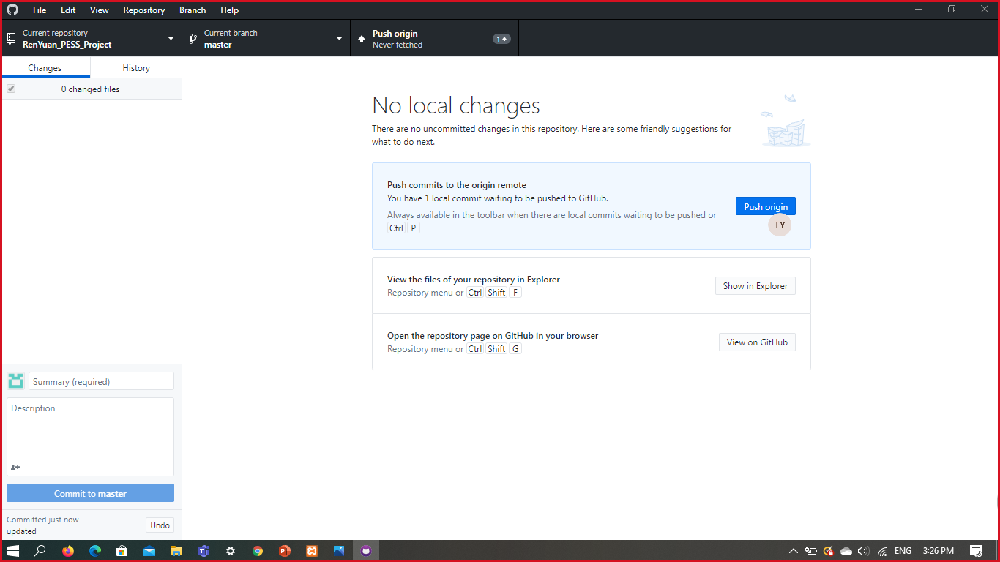 File Edit View Repository Branch Help
Current repository
RenYuan_PESS_Project
Current branch
master
Push origin
Never fetched
1
Changes History
0 changed files
No local changes
There are no uncommitted changes in this repository. Here are some friendly suggestions for
what to do next.
Push commits to the origin remote
You have 1 local commit waiting to be pushed to GitHub.
Always available in the toolbar when there are local commits waiting to be pushed or
Ctrl P
Push origin
TY
View the files of your repository in Explorer
Repository menu or Ctrl Shift F
Show in Explorer
Open the repository page on GitHub in your browser
Repository menu or Ctrl Shift G
View on GitHub
Summary (required)
Description
Commit to master
Committed just now
updated
Undo
ENG 3:26 PM